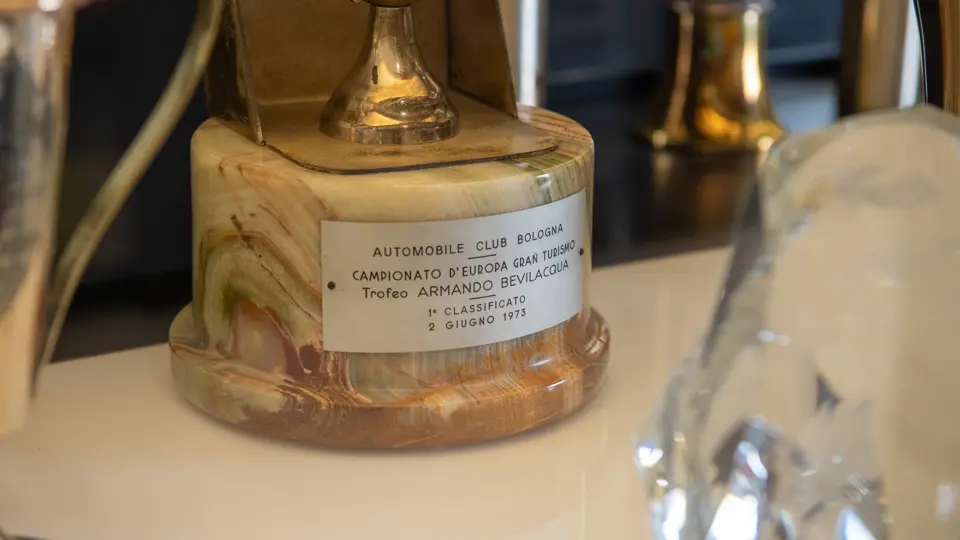 AUTOMOBILE CLUB BOLOGNA
CAMPIONATO D'EUROPA GRAN TURISMO
Trofeo ARMANDO BEVILACQUA
1° CLASSIFICATO
2 GIUGNO 1973